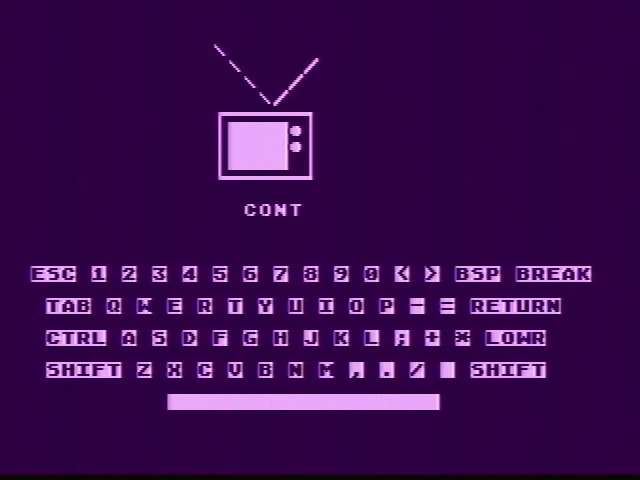 CONT
ESC 1 2 3 4 5 6 7 8 9 0 < > BSP BREAK
TAB Q W E R T Y U I O P - = RETURN
CTRL A S D F G H J K L ; + * LOWR
SHIFT Z X C V B N M , . / SHIFT